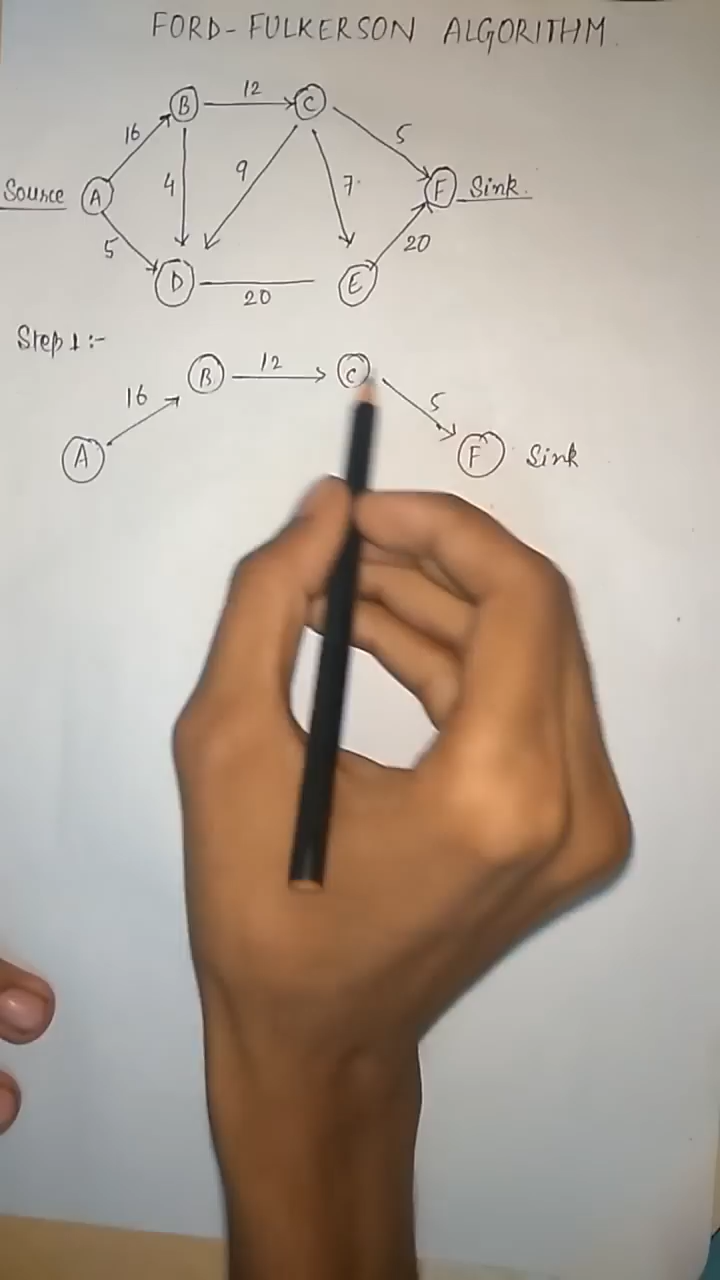 FORD-FULKERSON ALGORITHM.
12
B
C
16
5
4
9
7
Source
A
F
Sink.
5
20
D
E
20
Step 1:-
B
12
C
16
5
A
F
Sink